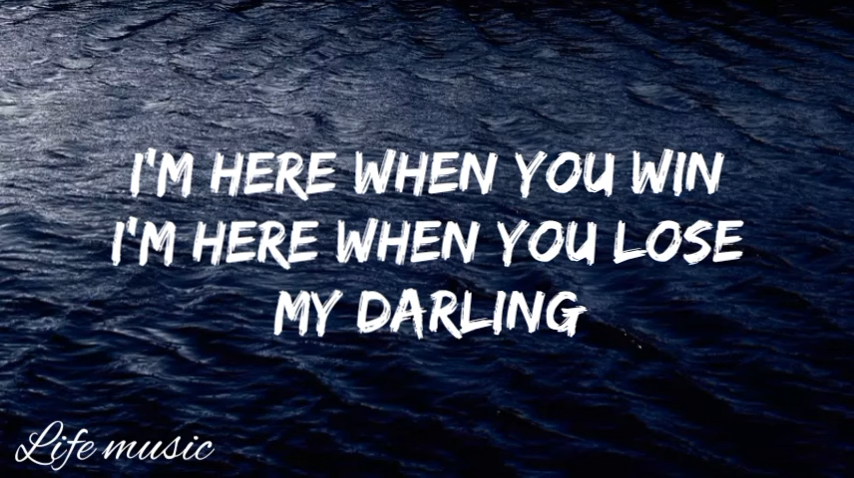 I'M HERE WHEN YOU WIN
I'M HERE WHEN YOU LOSE
MY DARLING
Life music